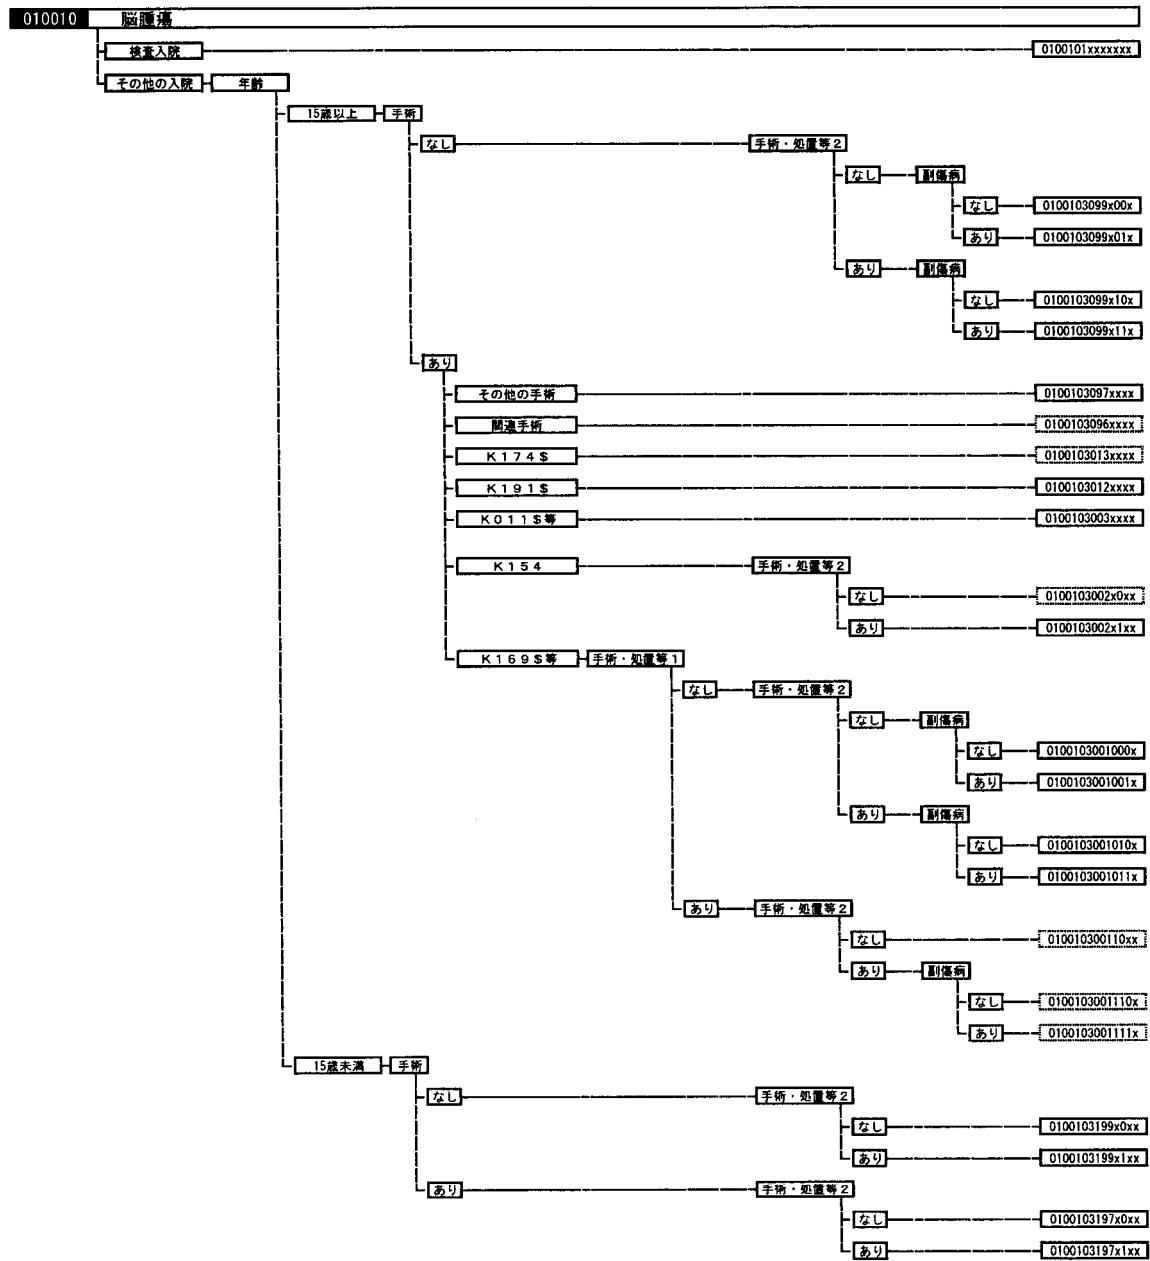 010010 脳腫瘍
検査入院 0100101xxxxxxx
その他の入院 年齢
15歳以上 手術
なし 手術・処置等2
なし 副傷病
なし 0100103099x00x
あり 0100103099x01x
あり 副傷病
なし 0100103099x10x
あり 0100103099x11x
あり
その他の手術 0100103097xxxx
関連手術 0100103096xxxx
K174$ 0100103013xxxx
K191$ 0100103012xxxx
K011$等 0100103003xxxx
K154 手術・処置等2
なし 0100103002x0xx
あり 0100103002x1xx
K169$等 手術・処置等1
なし 手術・処置等2
なし 副傷病
なし 0100103001000x
あり 0100103001001x
あり 副傷病
なし 0100103001010x
あり 0100103001011x
あり 手術・処置等2
なし 010010300110xx
あり 副傷病
なし 0100103001110x
あり 0100103001111x
15歳未満 手術
なし 手術・処置等2
なし 0100103199x0xx
あり 0100103199x1xx
あり 手術・処置等2
なし 0100103197x0xx
あり 0100103197x1xx